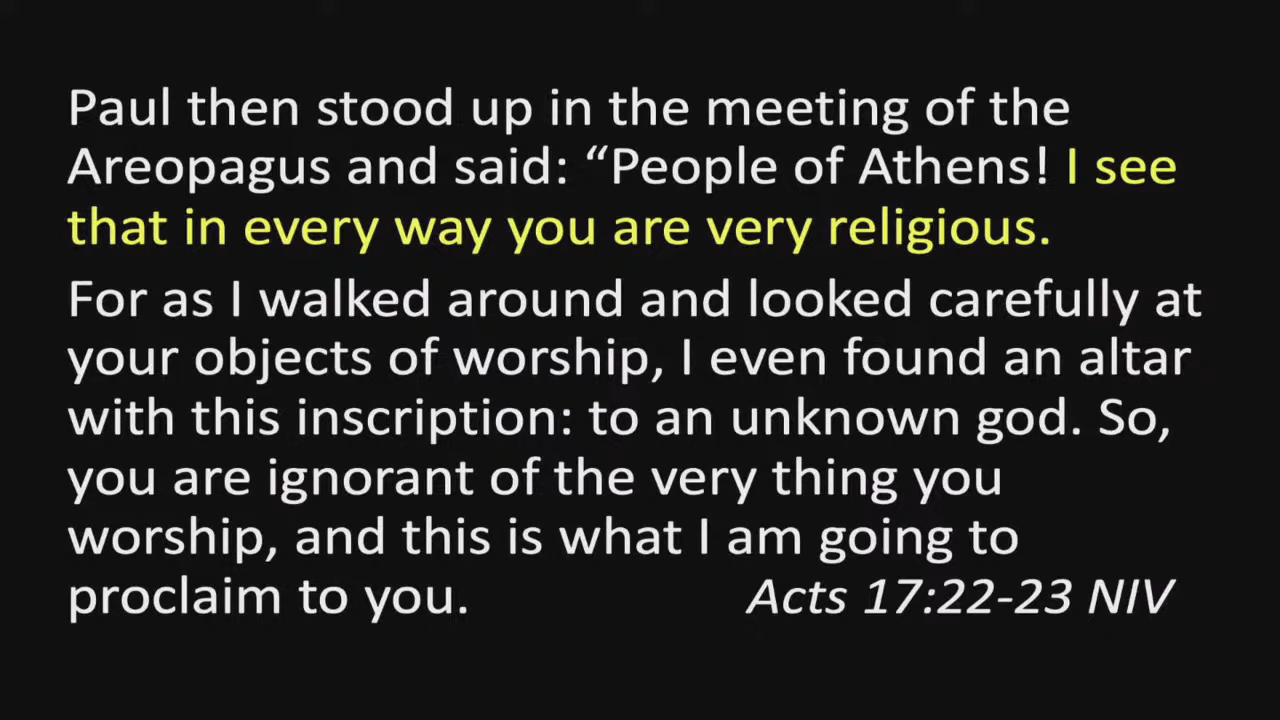 Paul then stood up in the meeting of the
Areopagus and said: “People of Athens! I see
that in every way you are very religious.
For as I walked around and looked carefully at
your objects of worship, I even found an altar
with this inscription: to an unknown god. So,
you are ignorant of the very thing you
worship, and this is what I am going to
proclaim to you. Acts 17:22-23 NIV